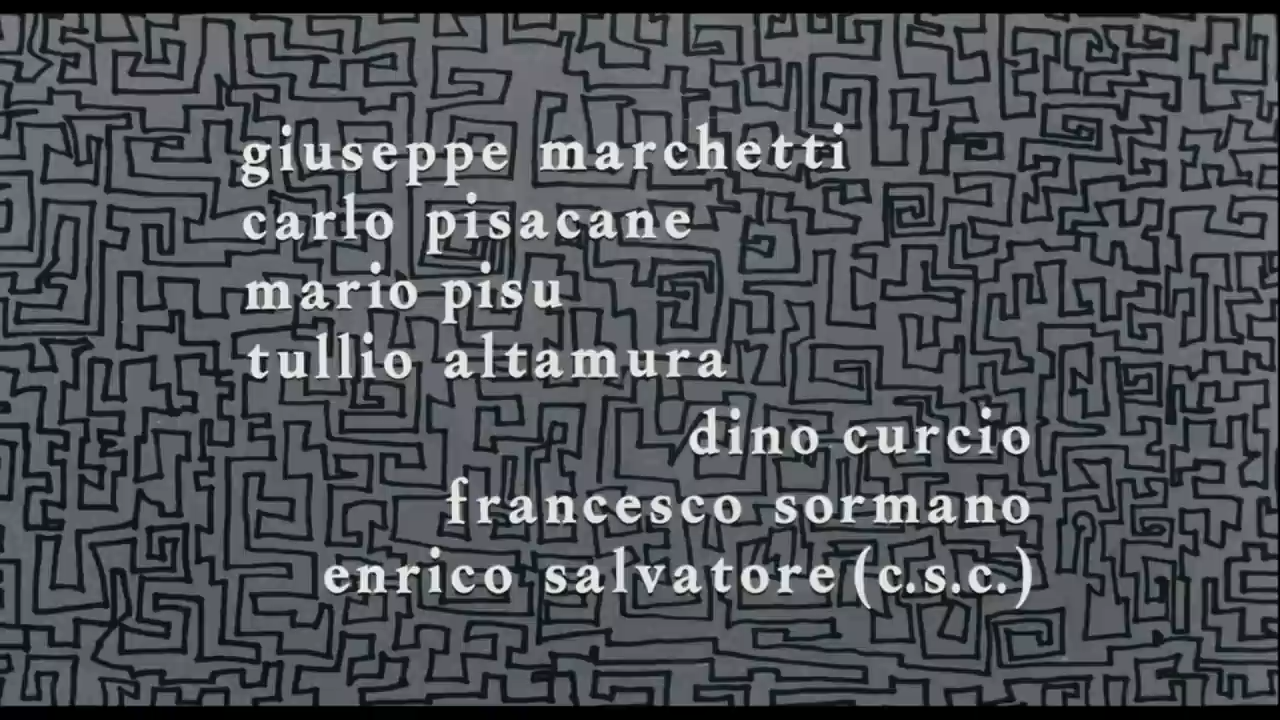 giuseppe marchetti
carlo pisacane
mario pisu
tullio altamura
dino curcio
francesco sormano
enrico salvatore (c.s.c.)